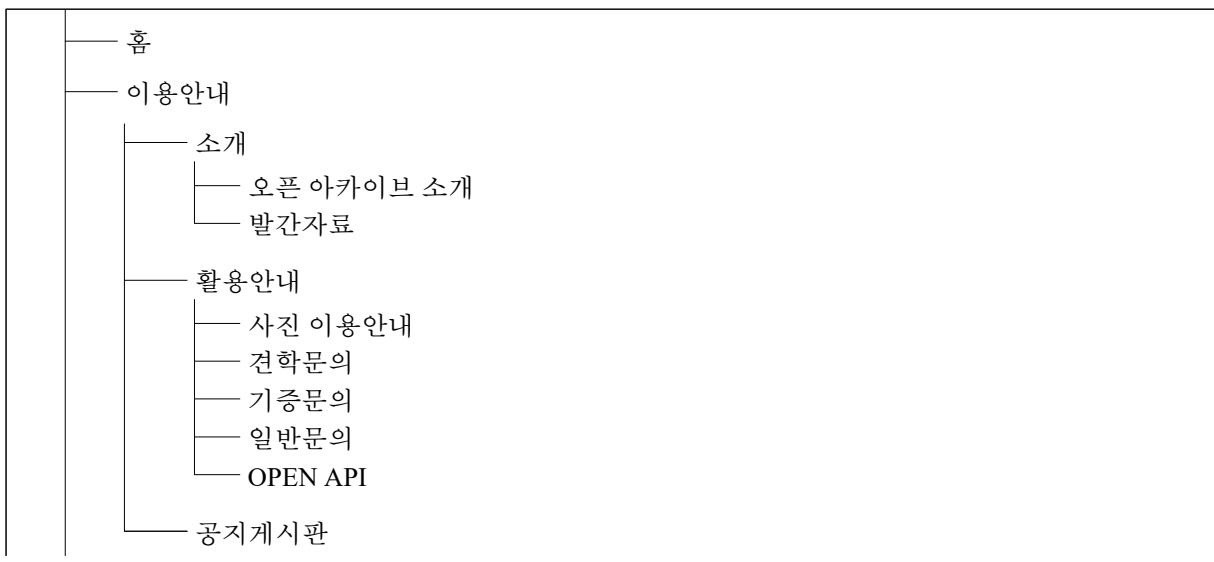 홈
이용안내
소개
오픈 아카이브 소개
발간자료
활용안내
사진 이용안내
견학문의
기증문의
일반문의
OPEN API
공지게시판